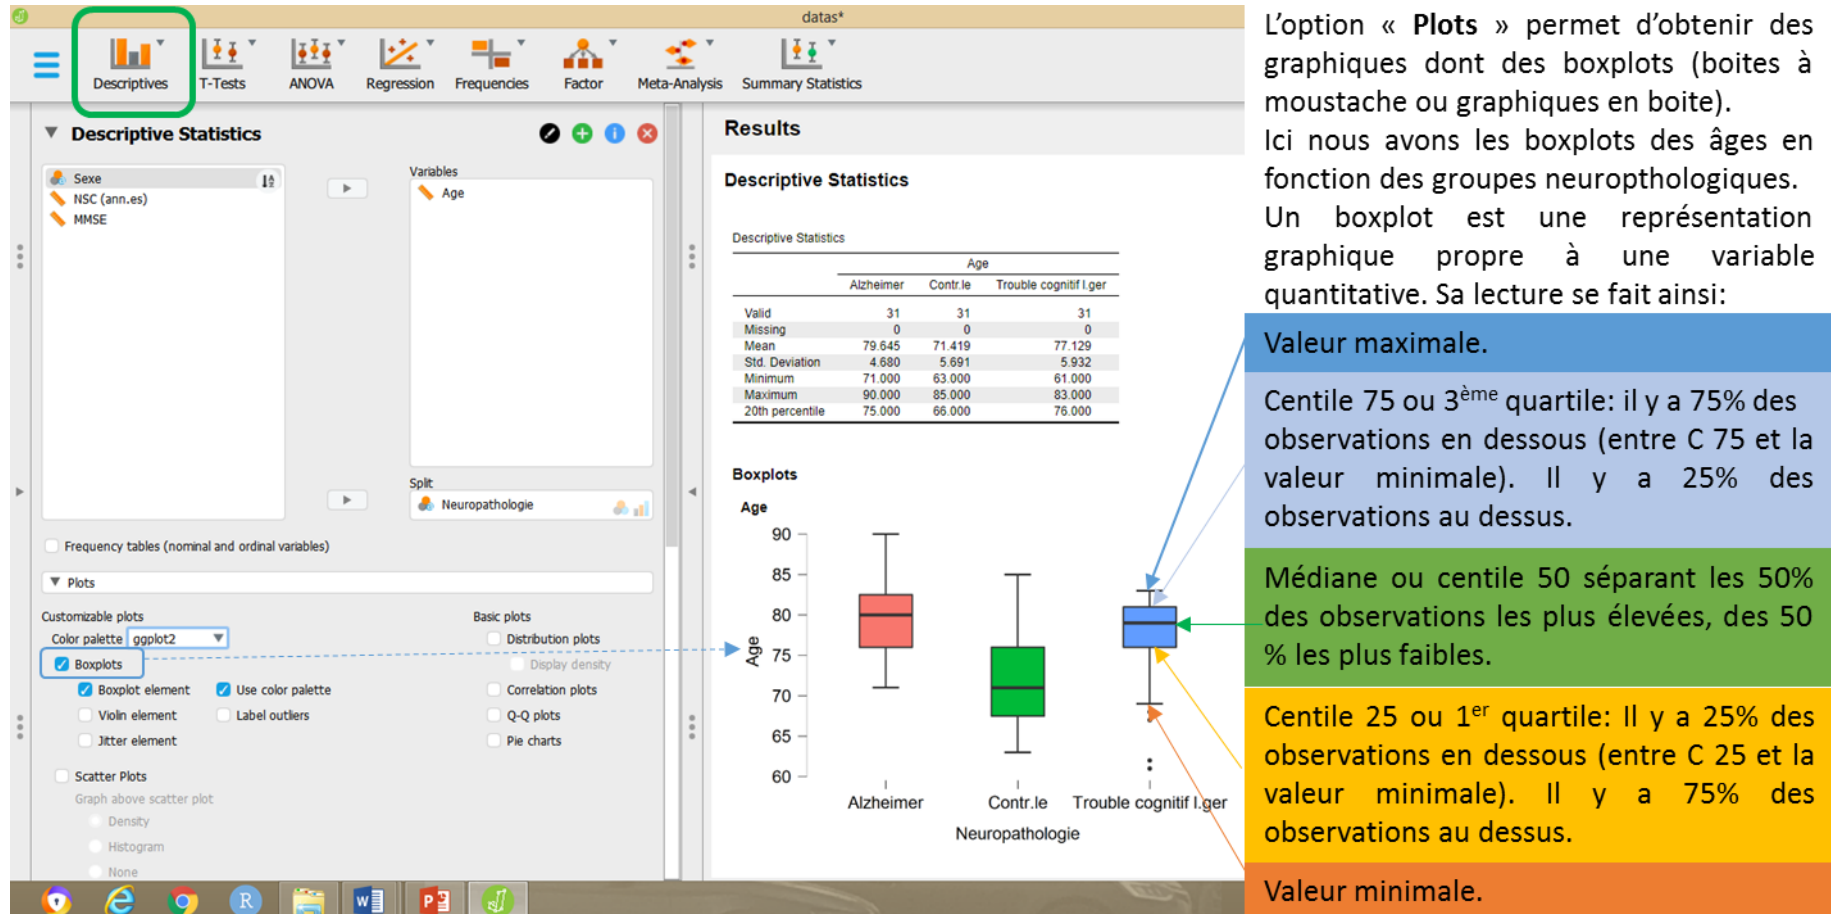 datas*
Descriptives
T-Tests
ANOVA
Regression
Frequencies
Factor
Meta-Analysis
Summary Statistics
Descriptive Statistics
Sexe
NSC (ann.es)
MMSE
Variables
Age
Split
Neuropathologie
Frequency tables (nominal and ordinal variables)
Plots
Customizable plots
Color palette ggplot2
Boxplots
Boxplot element
Use color palette
Violin element
Label outliers
Jitter element
Basic plots
Distribution plots
Display density
Correlation plots
Q-Q plots
Pie charts
Scatter Plots
Graph above scatter plot
Density
Histogram
None
Results
Descriptive Statistics
Descriptive Statistics
Age
Alzheimer Contr.le Trouble cognitif l.ger
Valid 31 31 31
Missing 0 0 0
Mean 79.645 71.419 77.129
Std. Deviation 4.680 5.691 5.932
Minimum 71.000 63.000 61.000
Maximum 90.000 85.000 83.000
20th percentile 75.000 66.000 76.000
Boxplots
Age
90
85
80
75
70
65
60
Age
Alzheimer Contr.le Trouble cognitif l.ger
Neuropathologie
L’option « Plots » permet d’obtenir des
graphiques dont des boxplots (boites à
moustache ou graphiques en boite).
Ici nous avons les boxplots des âges en
fonction des groupes neuropthologiques.
Un boxplot est une représentation
graphique propre à une variable
quantitative. Sa lecture se fait ainsi:
Valeur maximale.
Centile 75 ou 3ème quartile: il y a 75% des
observations en dessous (entre C 75 et la
valeur minimale). Il y a 25% des
observations au dessus.
Médiane ou centile 50 séparant les 50%
des observations les plus élevées, des 50
% les plus faibles.
Centile 25 ou 1er quartile: Il y a 25% des
observations en dessous (entre C 25 et la
valeur minimale). Il y a 75% des
observations au dessus.
Valeur minimale.